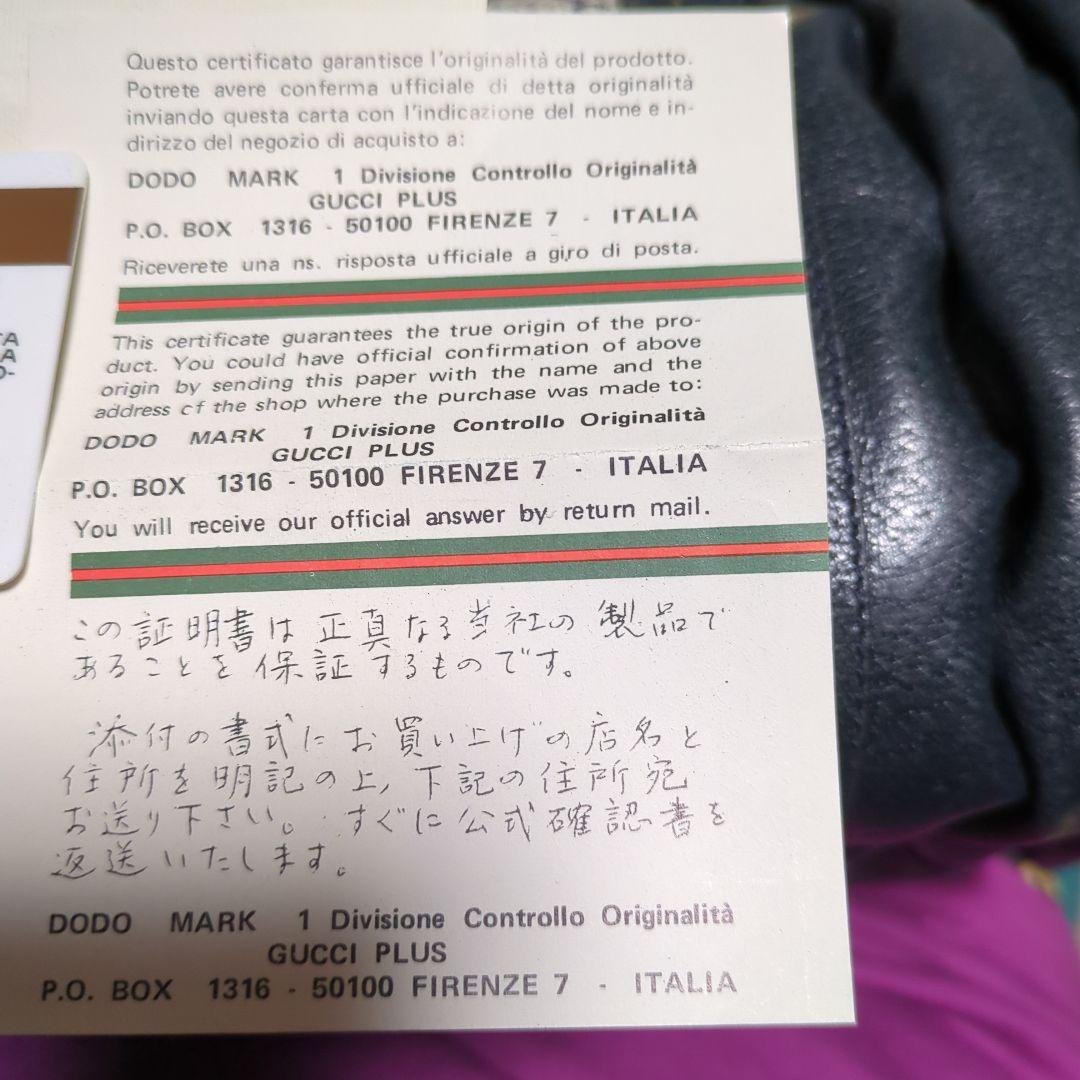 Questo certificato garantisce l'originalità del prodotto.
Potrete avere conferma ufficiale di detta originalità
inviando questa carta con l'indicazione del nome e in-
dirizzo del negozio di acquisto a:
DODO MARK 1 Divisione Controllo Originalità
GUCCI PLUS
P.O. BOX 1316 - 50100 FIRENZE 7 - ITALIA
Riceverete una ns. risposta ufficiale a giro di posta.
This certificate guarantees the true origin of the pro-
duct. You could have official confirmation of above
origin by sending this paper with the name and the
address cf the shop where the purchase was made to:
DODO MARK 1 Divisione Controllo Originalità
GUCCI PLUS
P.O. BOX 1316 - 50100 FIRENZE 7 - ITALIA
You will receive our official answer by return mail.
この証明書は正真なる当社の製品で
あることを保証するものです。
添付の書式にお買い上げの店名と
住所を明記の上,下記の住所宛
お送り下さい。すぐに公式確認書を
返送いたします。
DODO MARK 1 Divisione Controllo Originalità
GUCCI PLUS
P.O. BOX 1316 - 50100 FIRENZE 7 - ITALIA